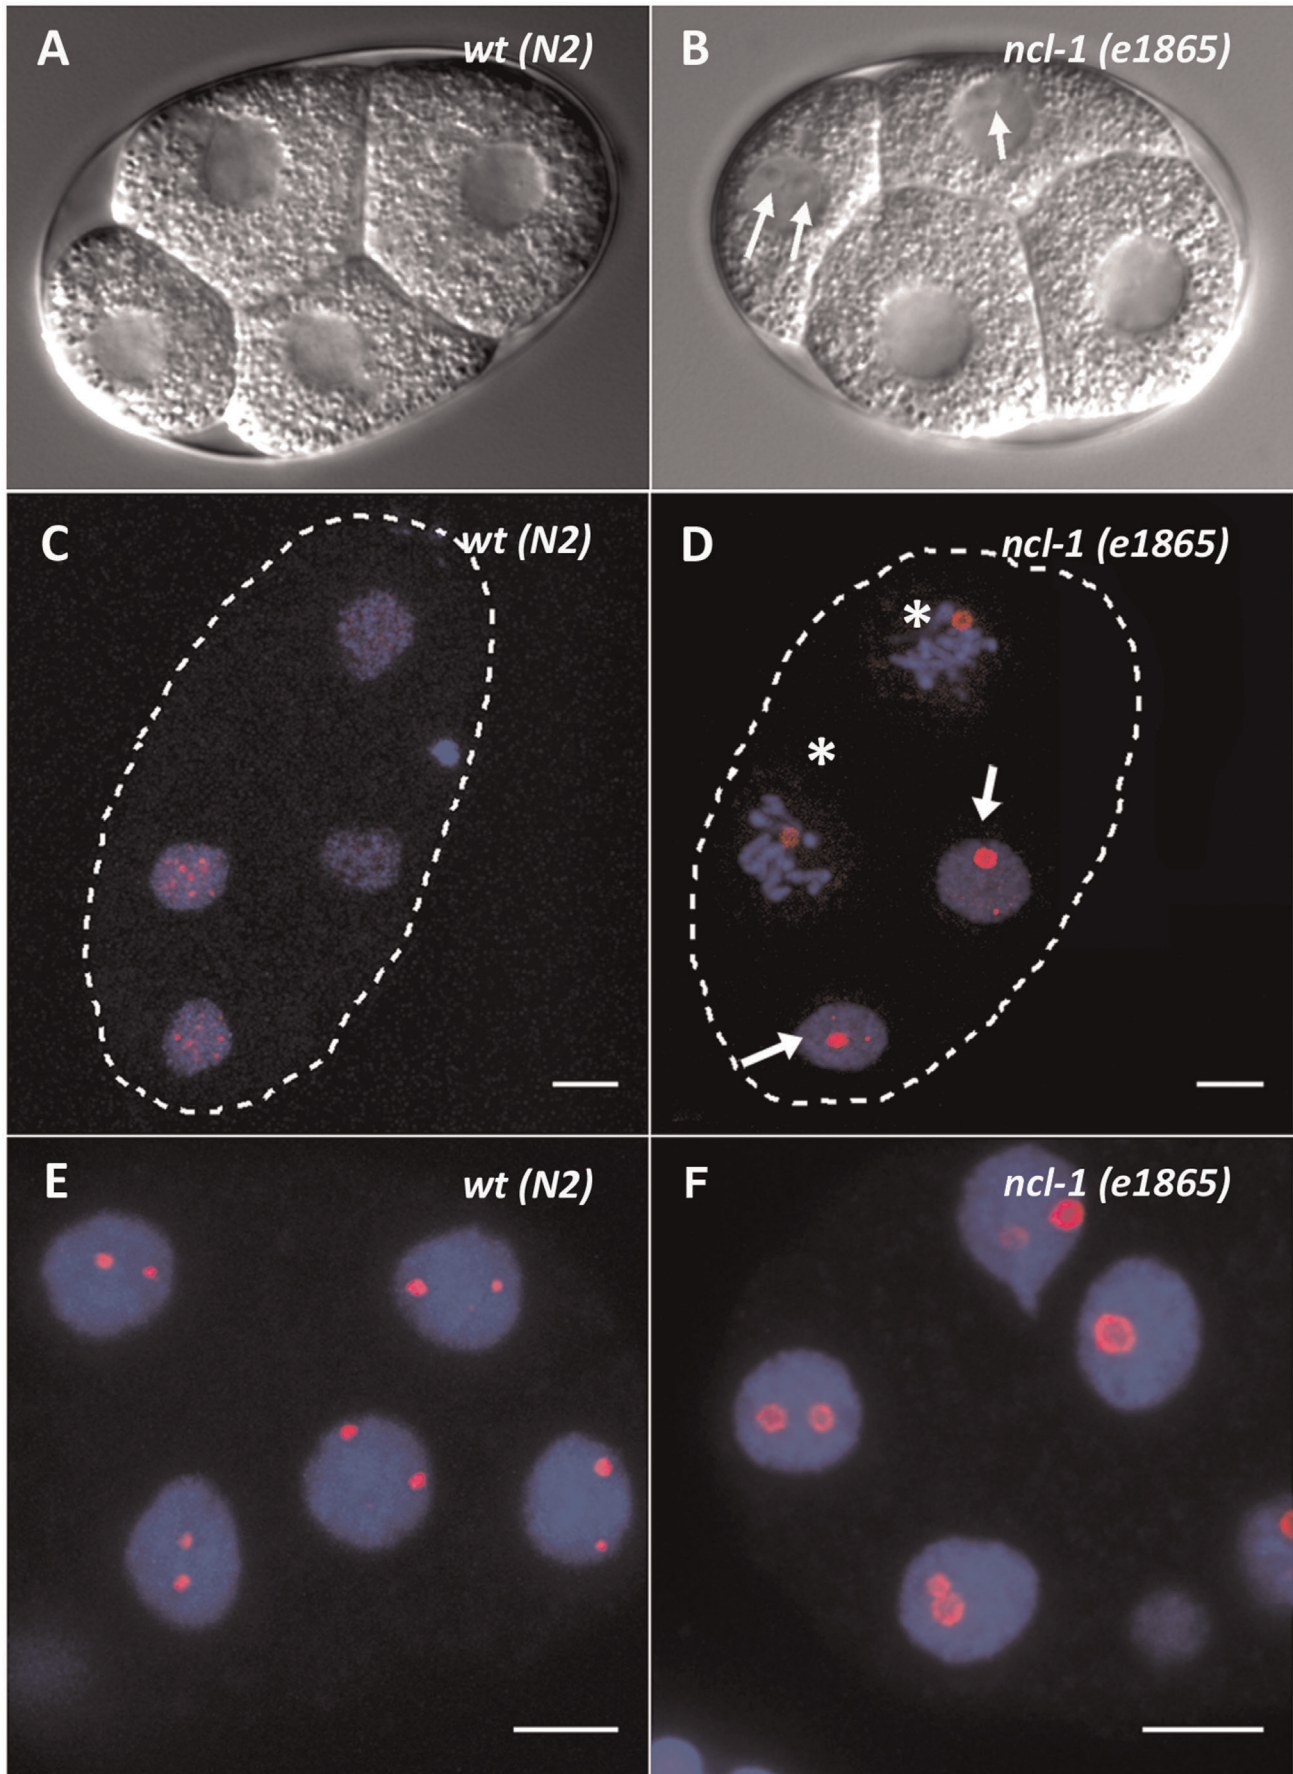 A wt (N2)
B ncl-1 (e1865)
C wt (N2)
D ncl-1 (e1865)
*
*
E wt (N2)
F ncl-1 (e1865)